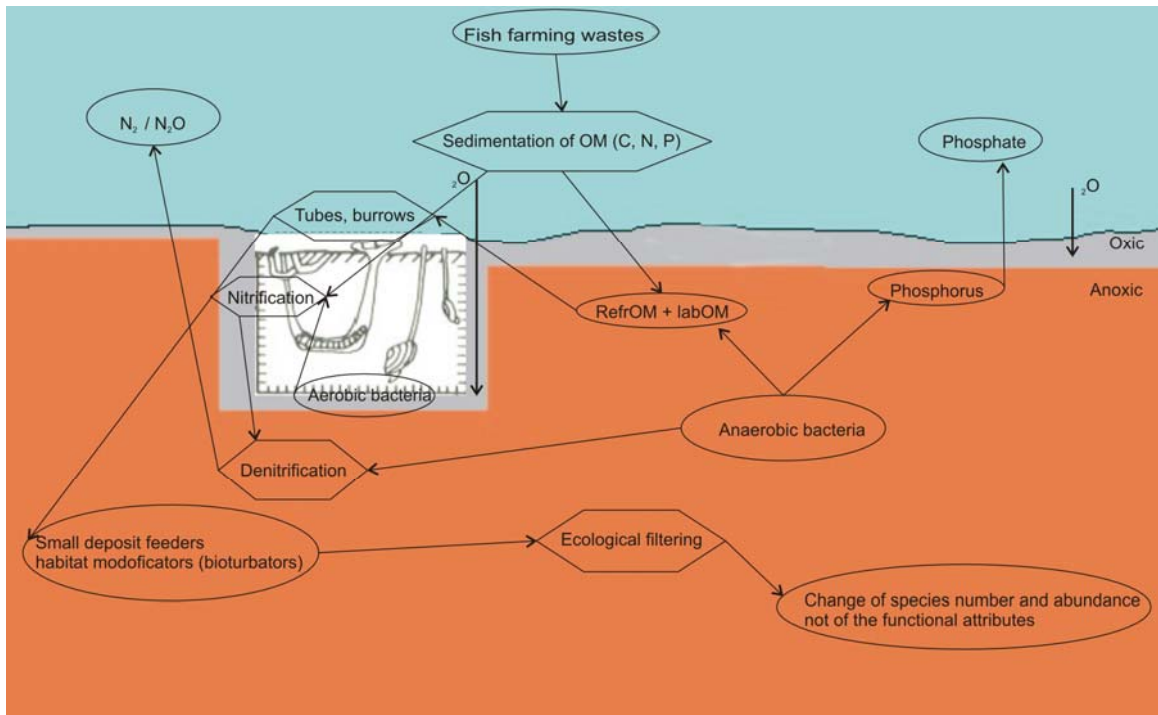 Fish farming wastes
N₂ / N₂O
Sedimentation of OM (C, N, P)
Phosphate
₂O
₂O
Tubes, burrows
Oxic
Nitrification
Anoxic
Phosphorus
RefrOM + labOM
Aerobic bacteria
Anaerobic bacteria
Denitrification
Small deposit feeders
habitat modoficators (bioturbators)
Ecological filtering
Change of species number and abundance
not of the functional attributes